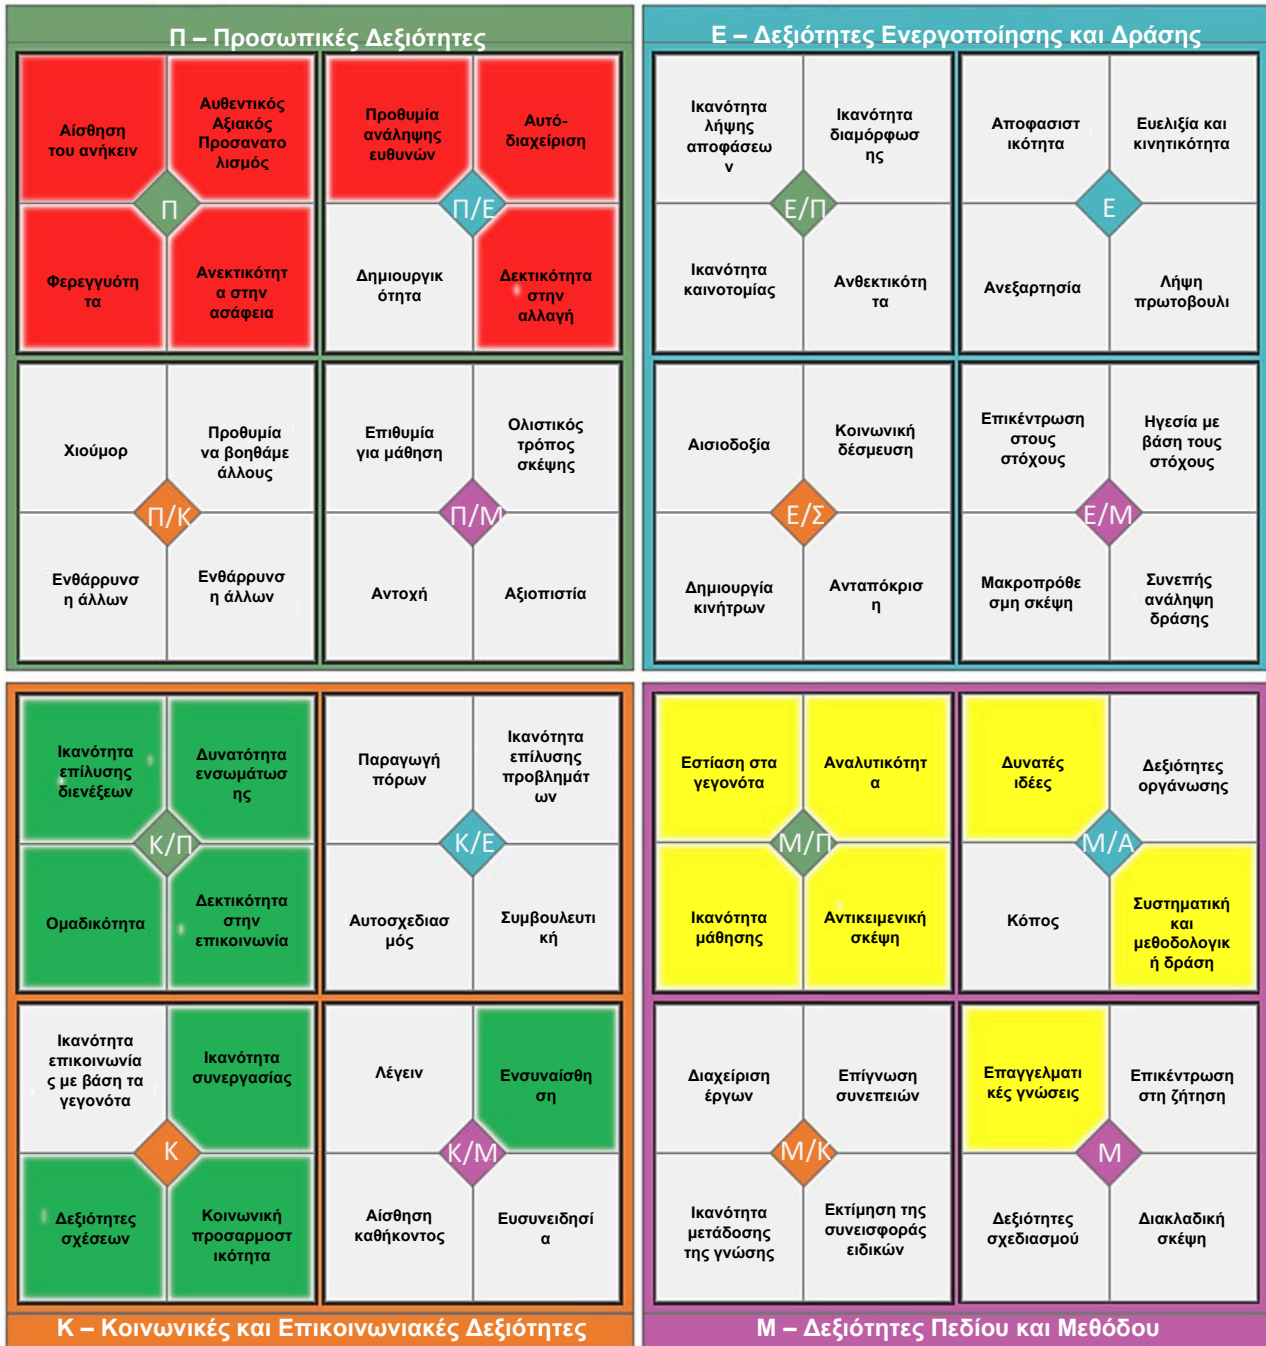 Π – Προσωπικές Δεξιότητες
Αίσθηση
του ανήκειν
Αυθεντικός
Αξιακός
Προσανατο
λισμός
Π
Φερεγγυότη
τα
Ανεκτικότητ
α στην
ασάφεια
Προθυμία
ανάληψης
ευθυνών
Αυτό-
διαχείριση
Π/Ε
Δημιουργικ
ότητα
Δεκτικότητα
στην
αλλαγή
Χιούμορ
Προθυμία
να βοηθάμε
άλλους
Π/Κ
Ενθάρρυνσ
η άλλων
Ενθάρρυνσ
η άλλων
Επιθυμία
για μάθηση
Ολιστικός
τρόπος
σκέψης
Π/Μ
Αντοχή
Αξιοπιστία
Ε – Δεξιότητες Ενεργοποίησης και Δράσης
Ικανότητα
λήψης
αποφάσεω
ν
Ικανότητα
διαμόρφωσ
ης
Ε/Π
Ικανότητα
καινοτομίας
Ανθεκτικότη
τα
Αποφασιστ
ικότητα
Ευελιξία και
κινητικότητα
Ε
Ανεξαρτησία
Λήψη
πρωτοβουλι
Αισιοδοξία
Κοινωνική
δέσμευση
Ε/Σ
Δημιουργία
κινήτρων
Ανταπόκρισ
η
Επικέντρωση
στους
στόχους
Ηγεσία με
βάση τους
στόχους
Ε/Μ
Μακροπρόθε
σμη σκέψη
Συνεπής
ανάληψη
δράσης
Ικανότητα
επίλυσης
διενέξεων
Δυνατότητα
ενσωμάτωσ
ης
Κ/Π
Ομαδικότητα
Δεκτικότητα
στην
επικοινωνία
Παραγωγή
πόρων
Ικανότητα
επίλυσης
προβλημάτ
ων
Κ/Ε
Αυτοσχεδιασ
μός
Συμβουλευτι
κή
Ικανότητα
επικοινωνία
ς με βάση τα
γεγονότα
Ικανότητα
συνεργασίας
Κ
Δεξιότητες
σχέσεων
Κοινωνική
προσαρμοστ
ικότητα
Λέγειν
Ενσυναίσθη
ση
Κ/Μ
Αίσθηση
καθήκοντος
Ευσυνειδησί
α
Κ – Κοινωνικές και Επικοινωνιακές Δεξιότητες
Εστίαση στα
γεγονότα
Αναλυτικότητ
α
Μ/Π
Ικανότητα
μάθησης
Αντικειμενική
σκέψη
Δυνατές
ιδέες
Δεξιότητες
οργάνωσης
Μ/Α
Κόπος
Συστηματική
και
μεθοδολογικ
ή δράση
Διαχείριση
έργων
Επίγνωση
συνεπειών
Μ/Κ
Ικανότητα
μετάδοσης
της γνώσης
Εκτίμηση της
συνεισφοράς
ειδικών
Επαγγελματι
κές γνώσεις
Επικέντρωση
στη ζήτηση
Μ
Δεξιότητες
σχεδιασμού
Διακλαδική
σκέψη
Μ – Δεξιότητες Πεδίου και Μεθόδου